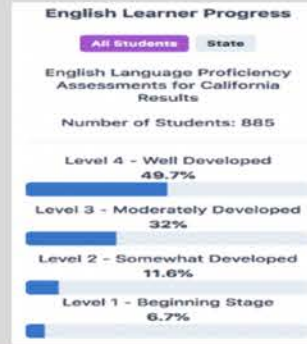 English Learner Progress
All Students State
English Language Proficiency
Assessments for California
Results
Number of Students: 885
Level 4 - Well Developed
49.7%
Level 3 - Moderately Developed
32%
Level 2 - Somewhat Developed
11.6%
Level 1 - Beginning Stage
6.7%